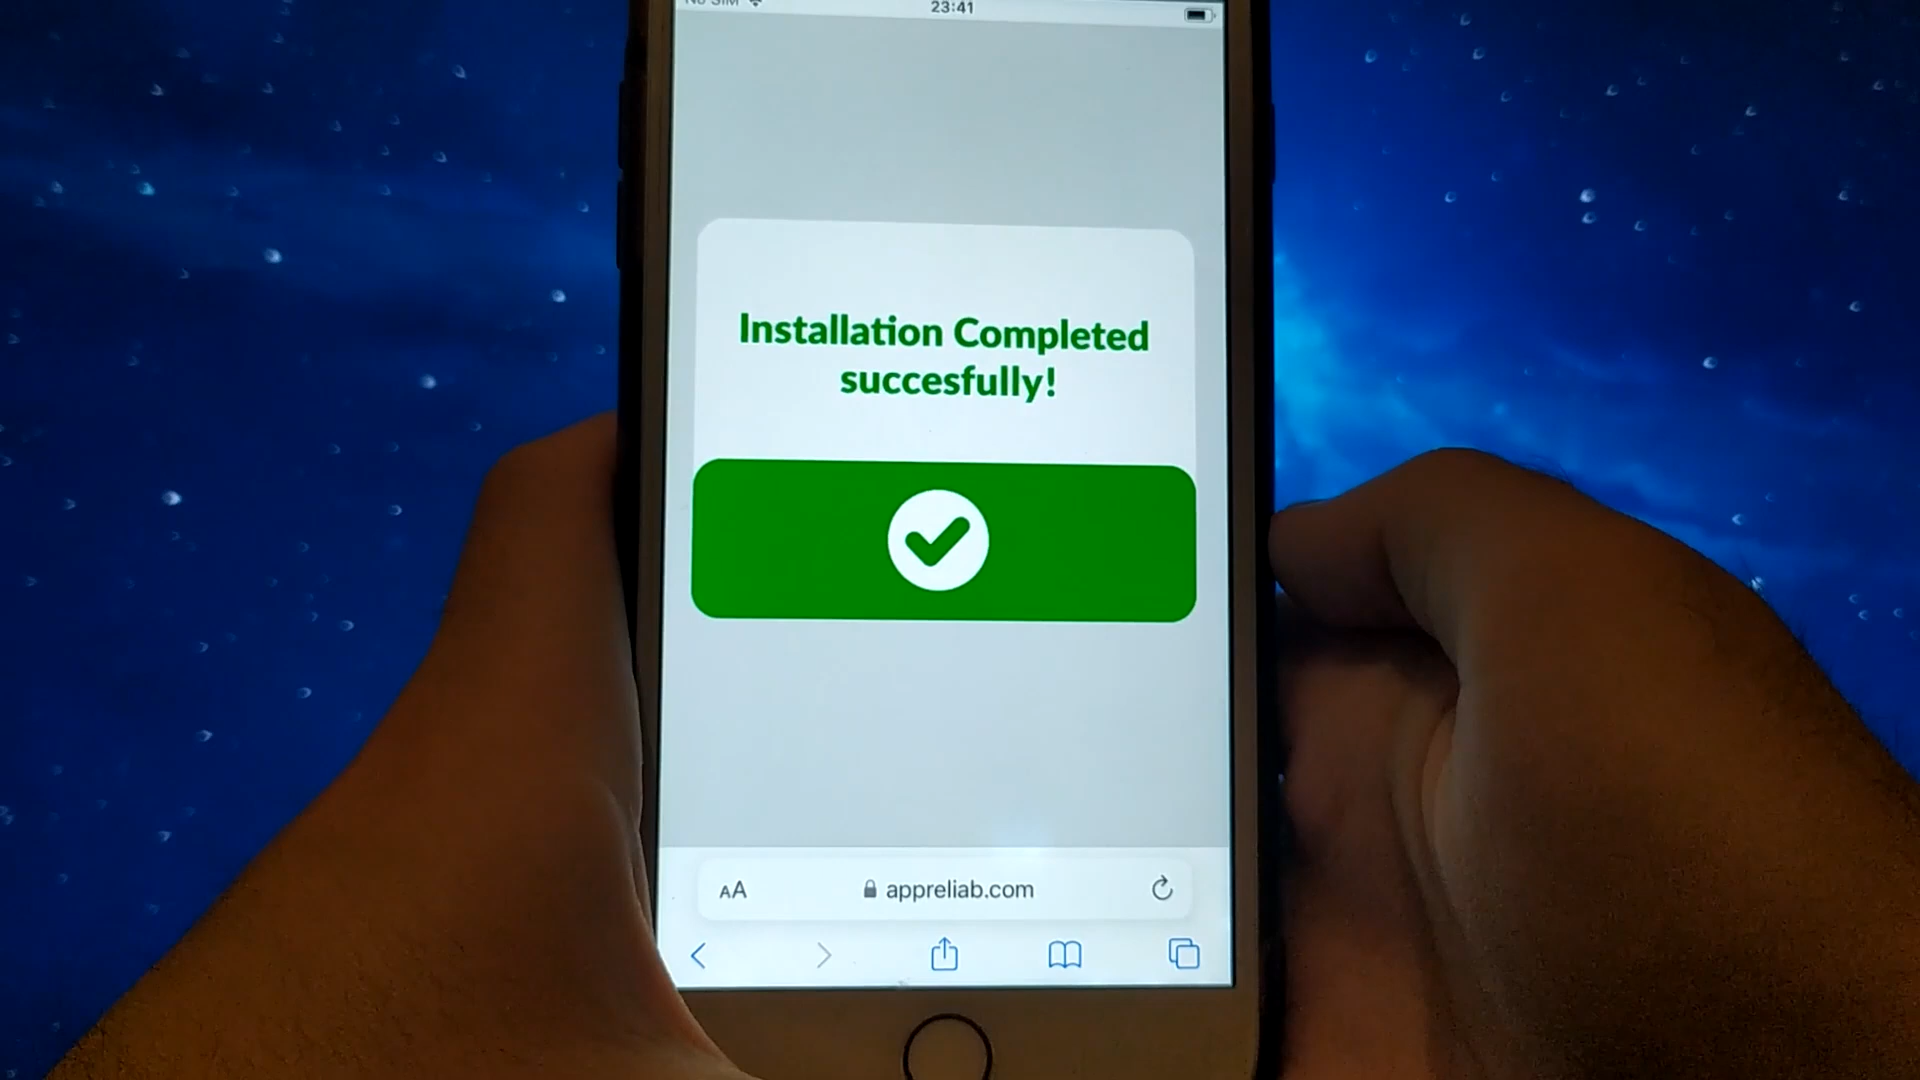 No SIM
23:41
Installation Completed
succesfully!
AA
appreliab.com